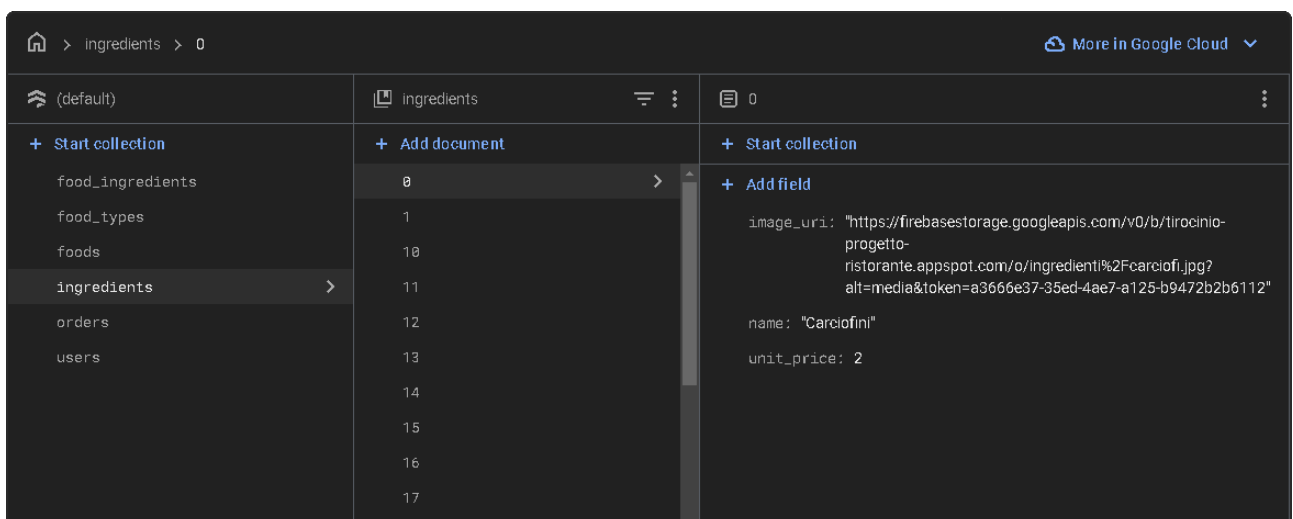 ingredients > 0
More in Google Cloud
(default)
+ Start collection
food_ingredients
food_types
foods
ingredients >
orders
users
ingredients
+ Add document
0 >
1
10
11
12
13
14
15
16
17
0
+ Start collection
+ Add field
image_uri: "https://firebasestorage.googleapis.com/v0/b/tirocinio-
progetto-
ristorante.appspot.com/o/ingredienti%2Fcarciofi.jpg?
alt=media&token=a3666e37-35ed-4ae7-a125-b9472b2b6112"
name: "Carciofini"
unit_price: 2